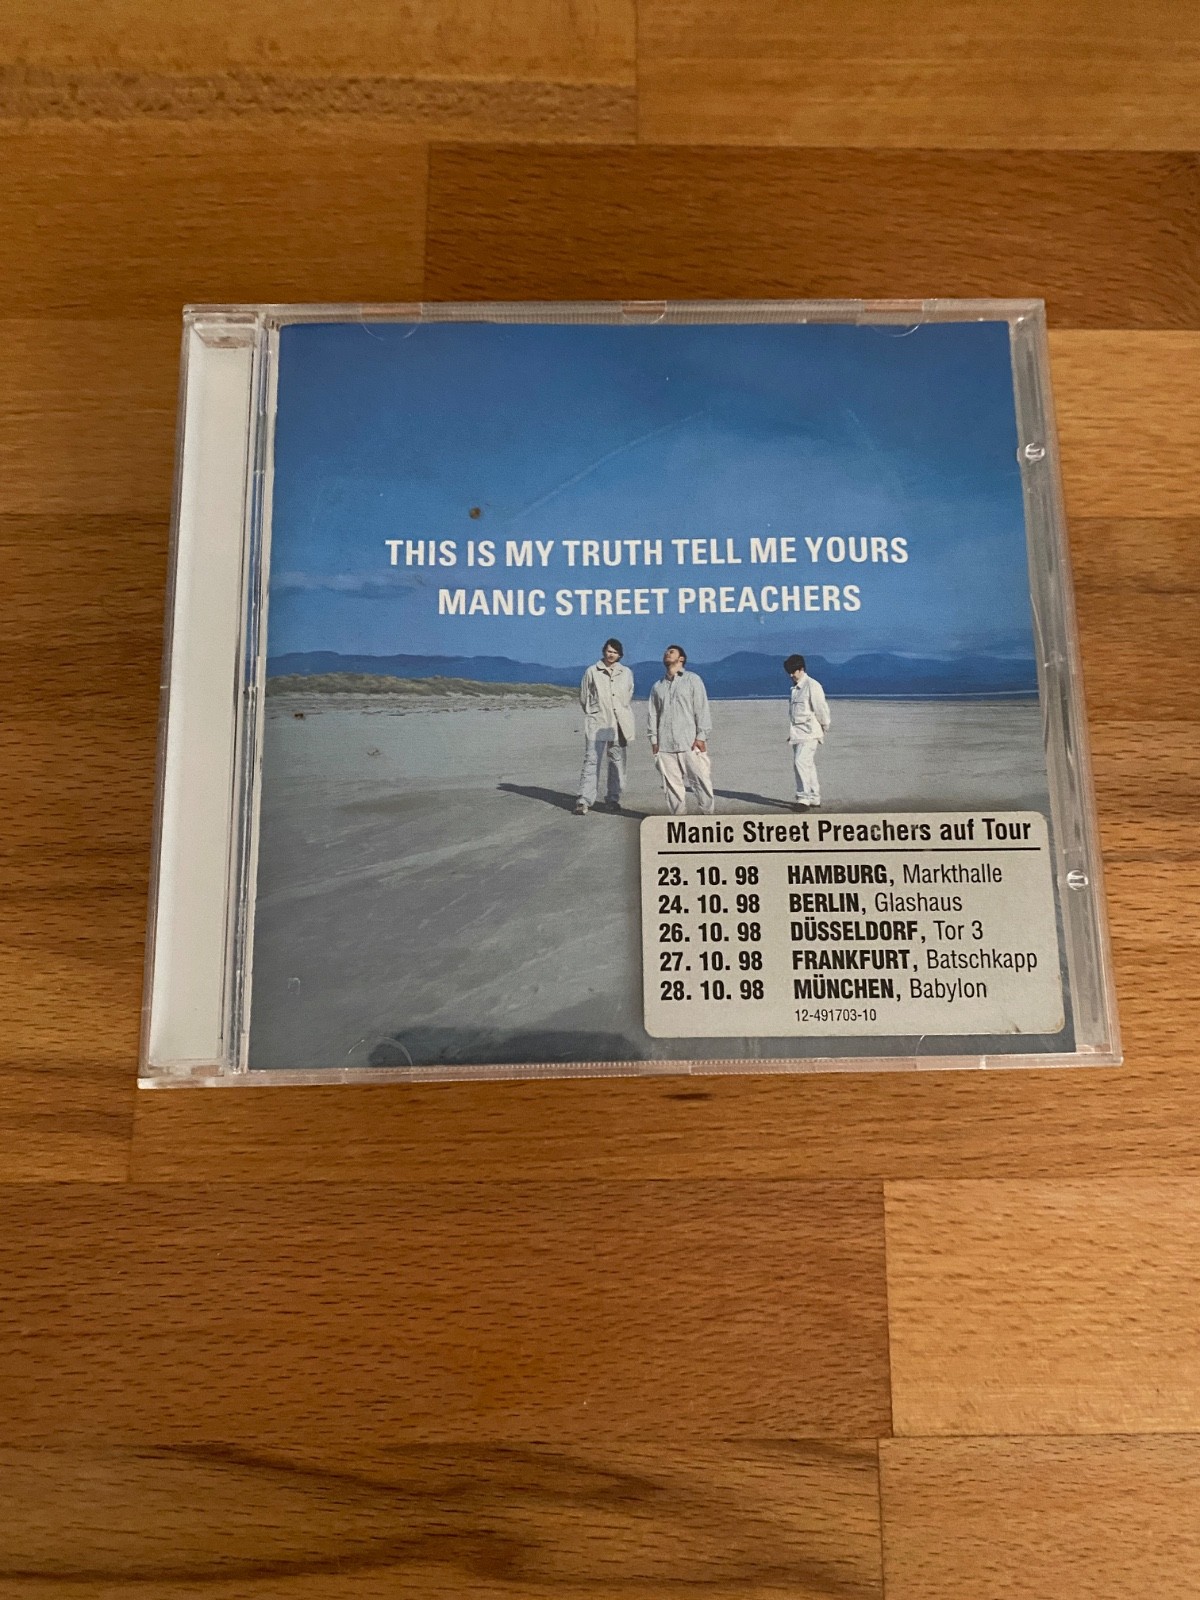 THIS IS MY TRUTH TELL ME YOURS
MANIC STREET PREACHERS
Manic Street Preachers auf Tour
23. 10. 98 HAMBURG, Markthalle
24. 10. 98 BERLIN, Glashaus
26. 10. 98 DÜSSELDORF, Tor 3
27. 10. 98 FRANKFURT, Batschkapp
28. 10. 98 MÜNCHEN, Babylon
12-491703-10